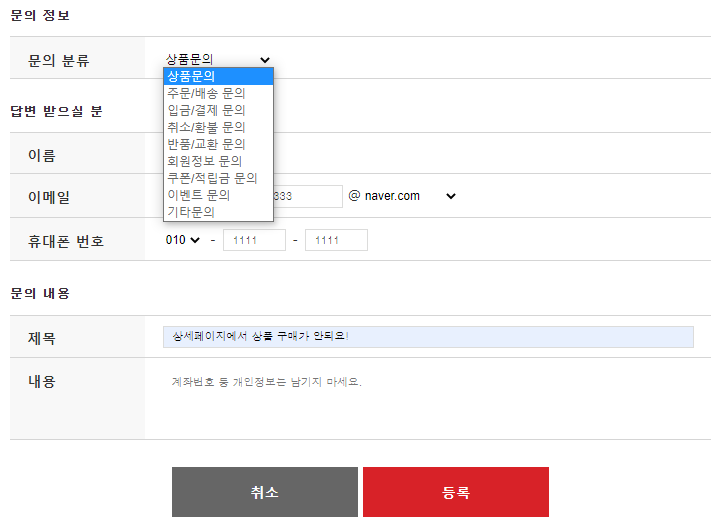 문의 정보
문의 분류 상품문의
상품문의
주문/배송 문의
입금/결제 문의
취소/환불 문의
반품/교환 문의
회원정보 문의
쿠폰/적립금 문의
이벤트 문의
기타문의
답변 받으실 분
이름
이메일 333 @ naver.com
휴대폰 번호 010 - 1111 - 1111
문의 내용
제목 상세페이지에서 상품 구매가 안되요!
내용 계좌번호 등 개인정보는 남기지 마세요.
취소 등록